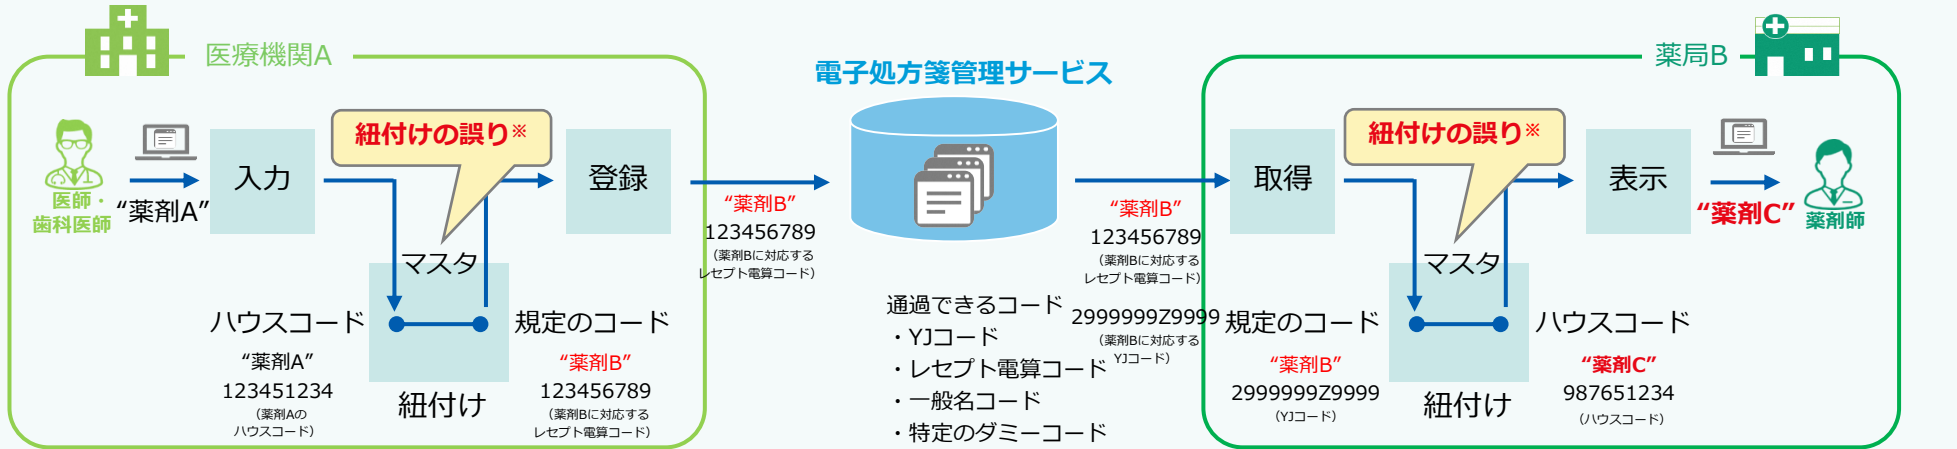 医療機関A
医師・
歯科医師
“薬剤A”
入力
紐付けの誤り※
登録
マスタ
ハウスコード
“薬剤A”
123451234
（薬剤Aの
ハウスコード）
紐付け
規定のコード
“薬剤B”
123456789
（薬剤Bに対応する
レセプト電算コード）
“薬剤B”
123456789
（薬剤Bに対応する
レセプト電算コード）
電子処方箋管理サービス
通過できるコード
・YJコード
・レセプト電算コード
・一般名コード
・特定のダミーコード
“薬剤B”
123456789
（薬剤Bに対応する
レセプト電算コード）
2999999Z9999
（薬剤Bに対応する
YJコード）
薬局B
取得
紐付けの誤り※
表示
“薬剤C”
薬剤師
マスタ
規定のコード
“薬剤B”
2999999Z9999
（YJコード）
紐付け
ハウスコード
“薬剤C”
987651234
（ハウスコード）